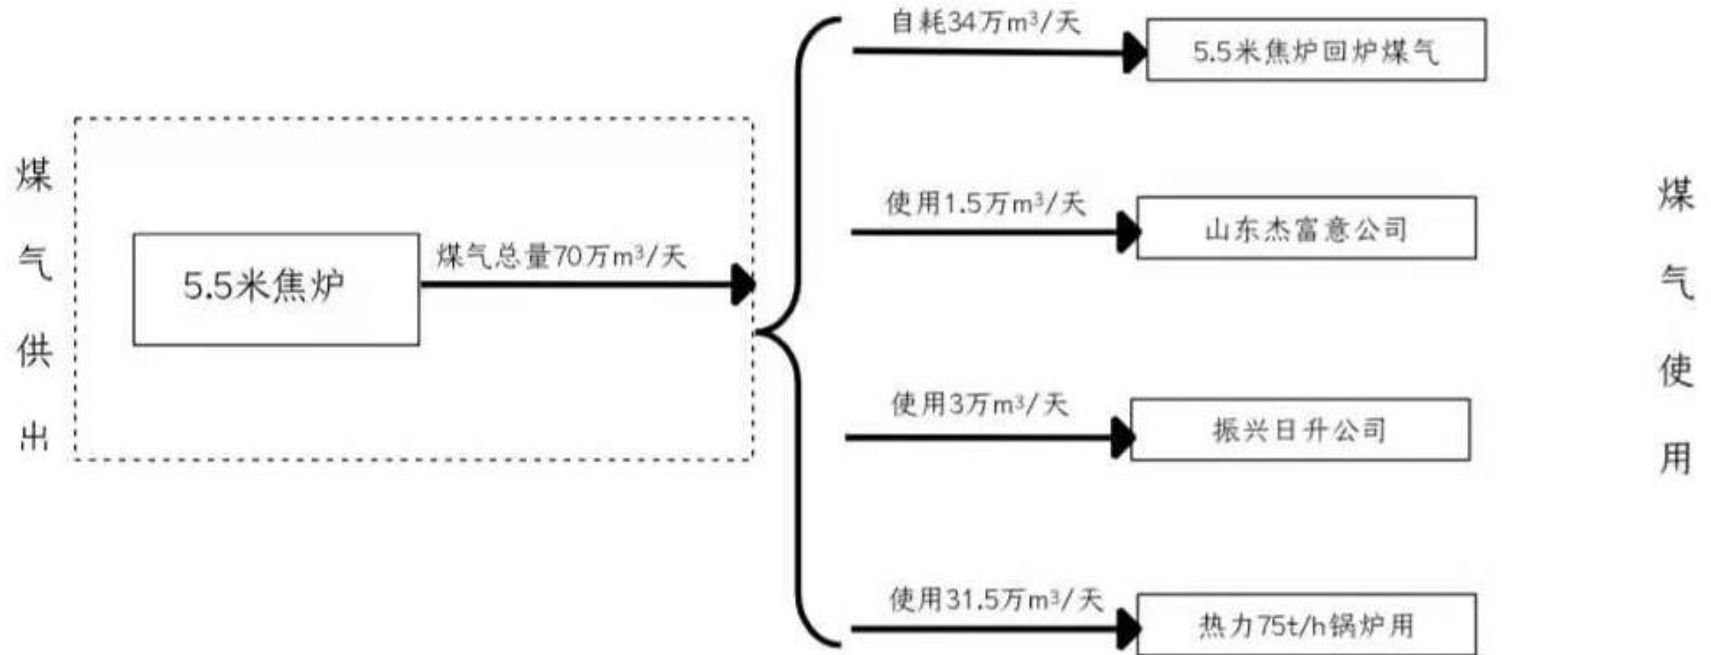 煤气供出
5.5米焦炉
煤气总量70万m³/天
自耗34万m³/天
5.5米焦炉回炉煤气
使用1.5万m³/天
山东杰富意公司
使用3万m³/天
振兴日升公司
使用31.5万m³/天
热力75t/h锅炉用
煤气使用